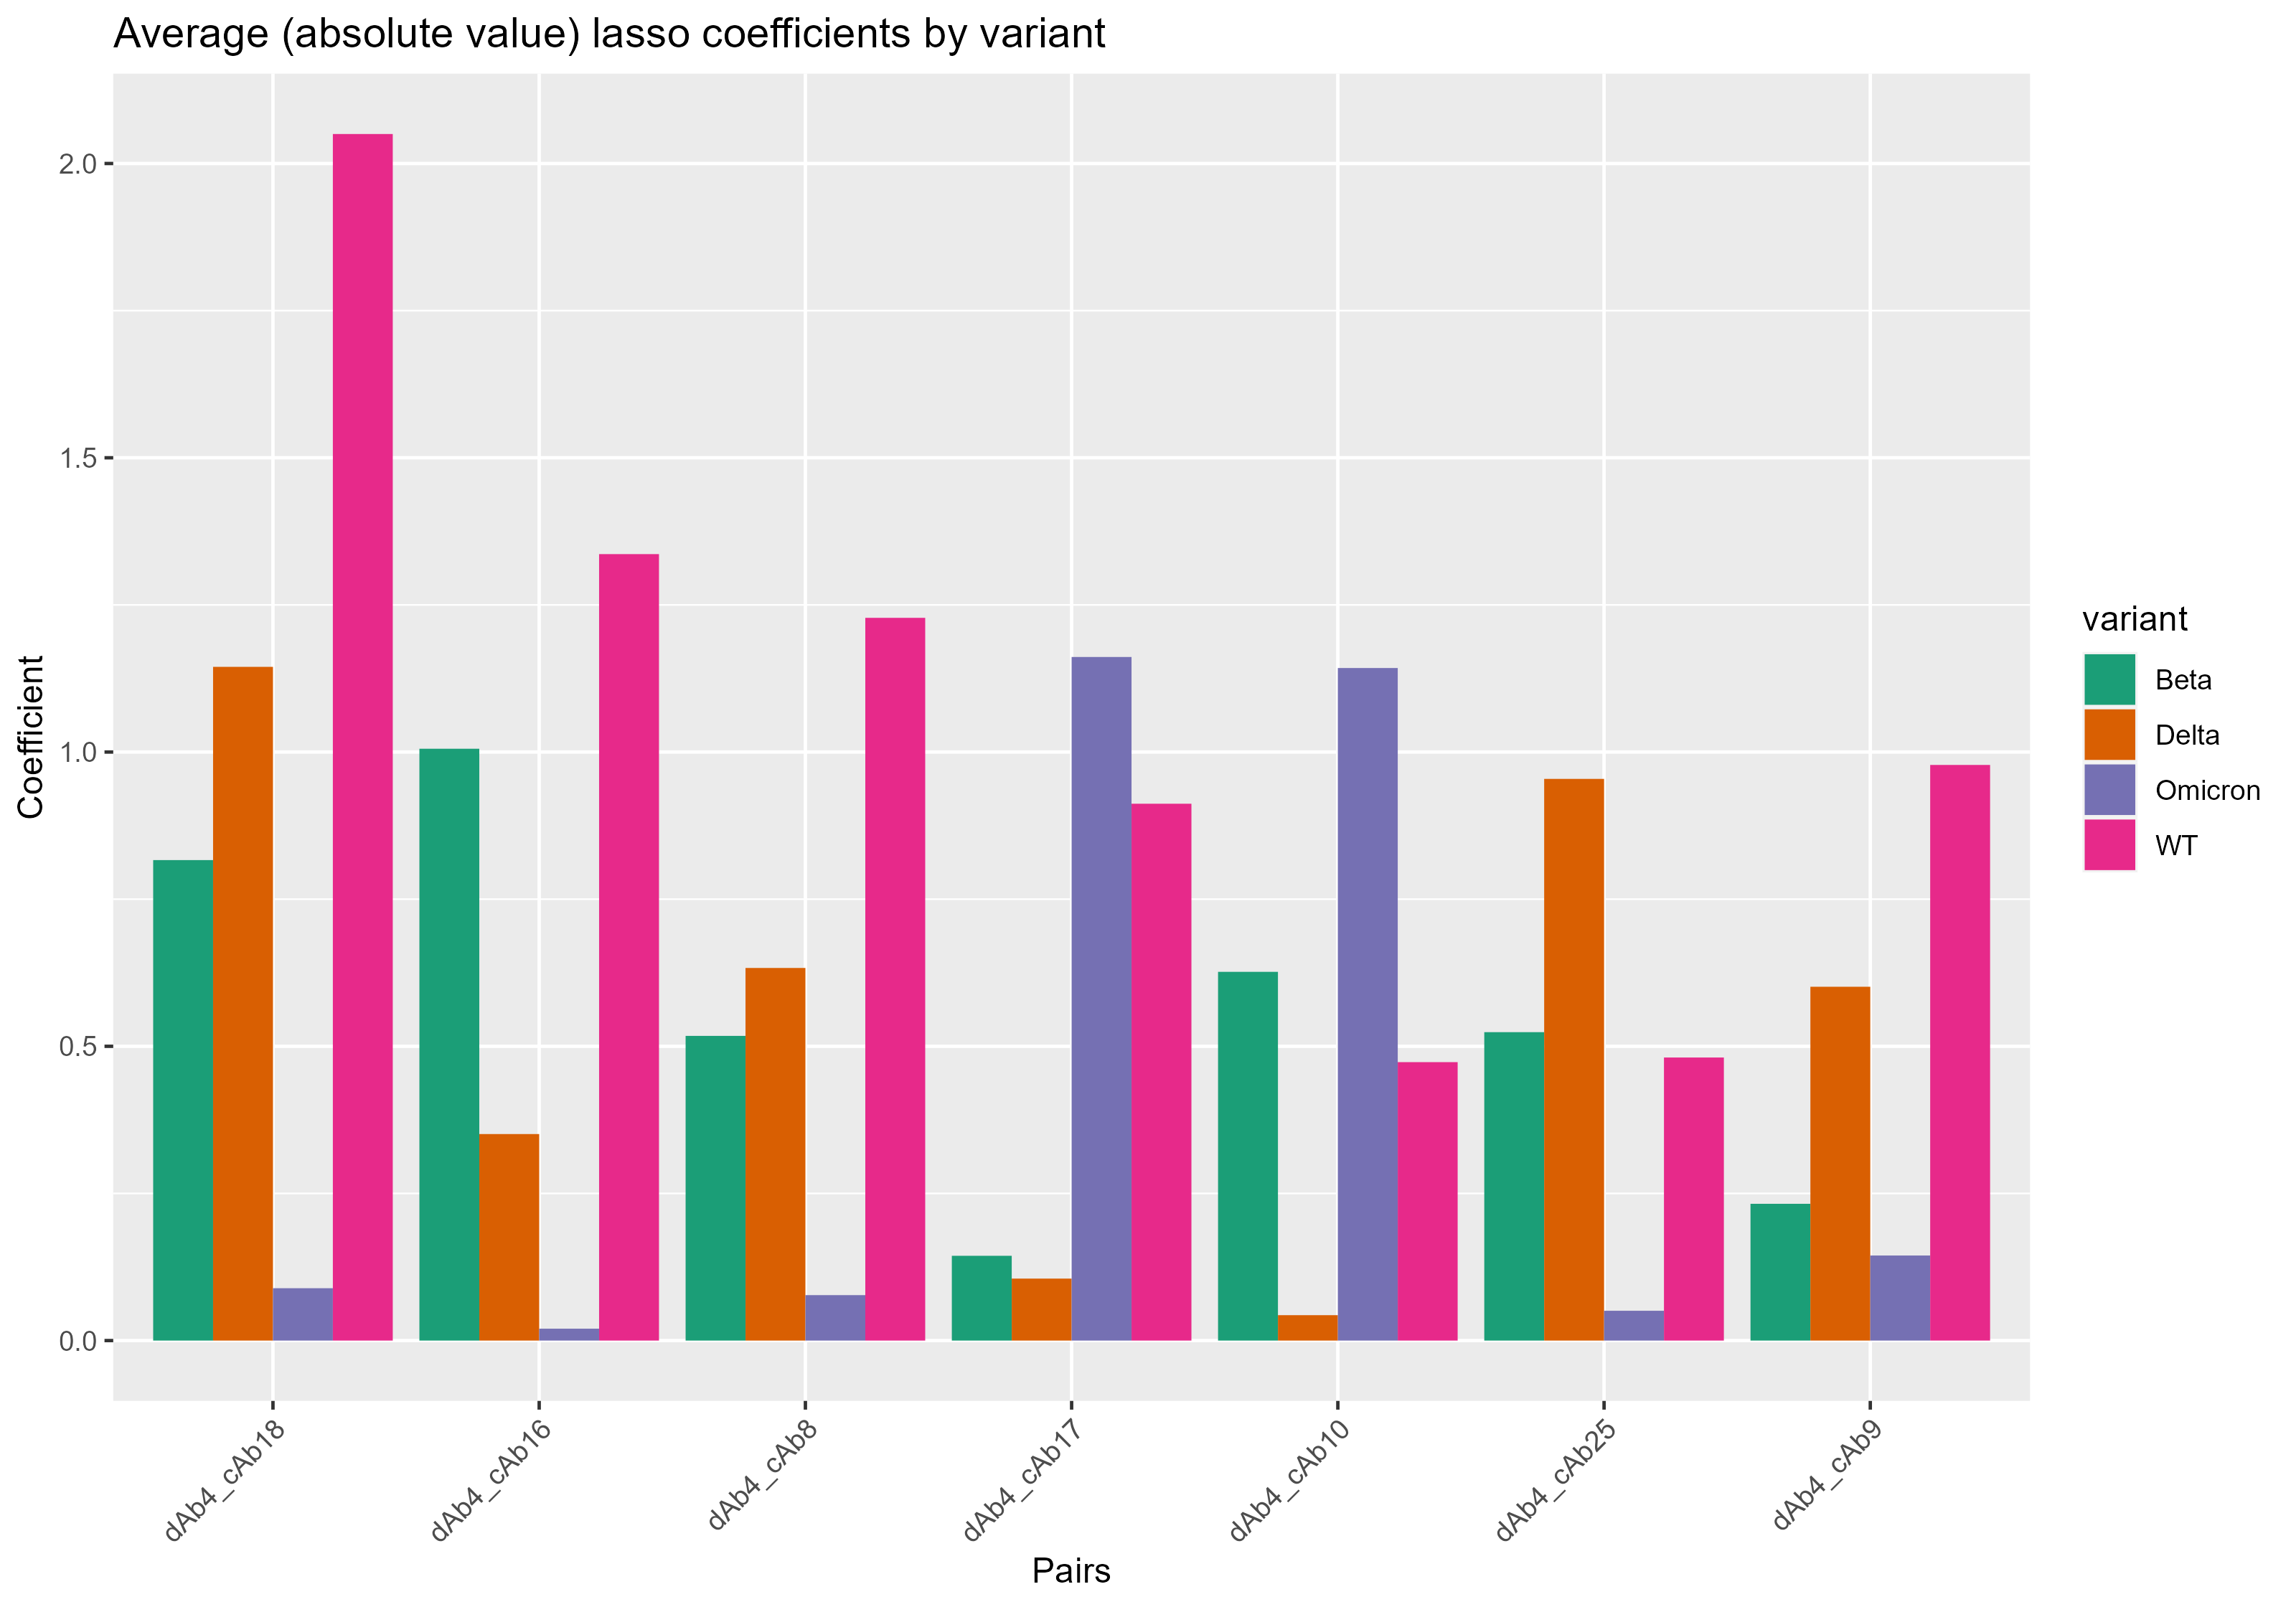 Average (absolute value) lasso coefficients by variant
Coefficient
2.0
1.5
1.0
0.5
0.0
dAb4_cAb18
dAb4_cAb16
dAb4_cAb8
dAb4_cAb17
dAb4_cAb10
dAb4_cAb25
dAb4_cAb9
Pairs
variant
Beta
Delta
Omicron
WT